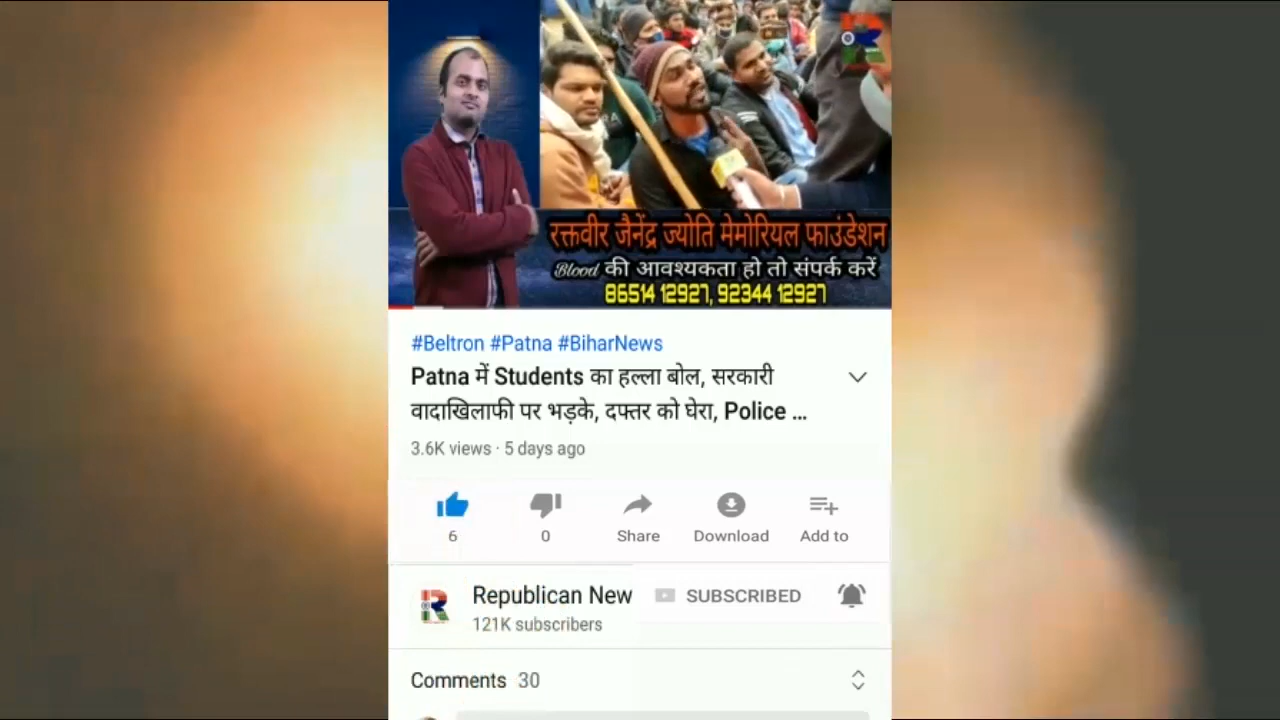 रक्तवीर जैनेंद्र ज्योति मेमोरियल फाउंडेशन
Blood की आवश्यकता हो तो संपर्क करें
86514 12927, 92344 12927
#Beltron #Patna #BiharNews
Patna में Students का हल्ला बोल, सरकारी
वादाखिलाफी पर भड़के, दफ्तर को घेरा, Police ...
3.6K views · 5 days ago
6
0
Share
Download
Add to
Republican New
SUBSCRIBED
121K subscribers
Comments 30